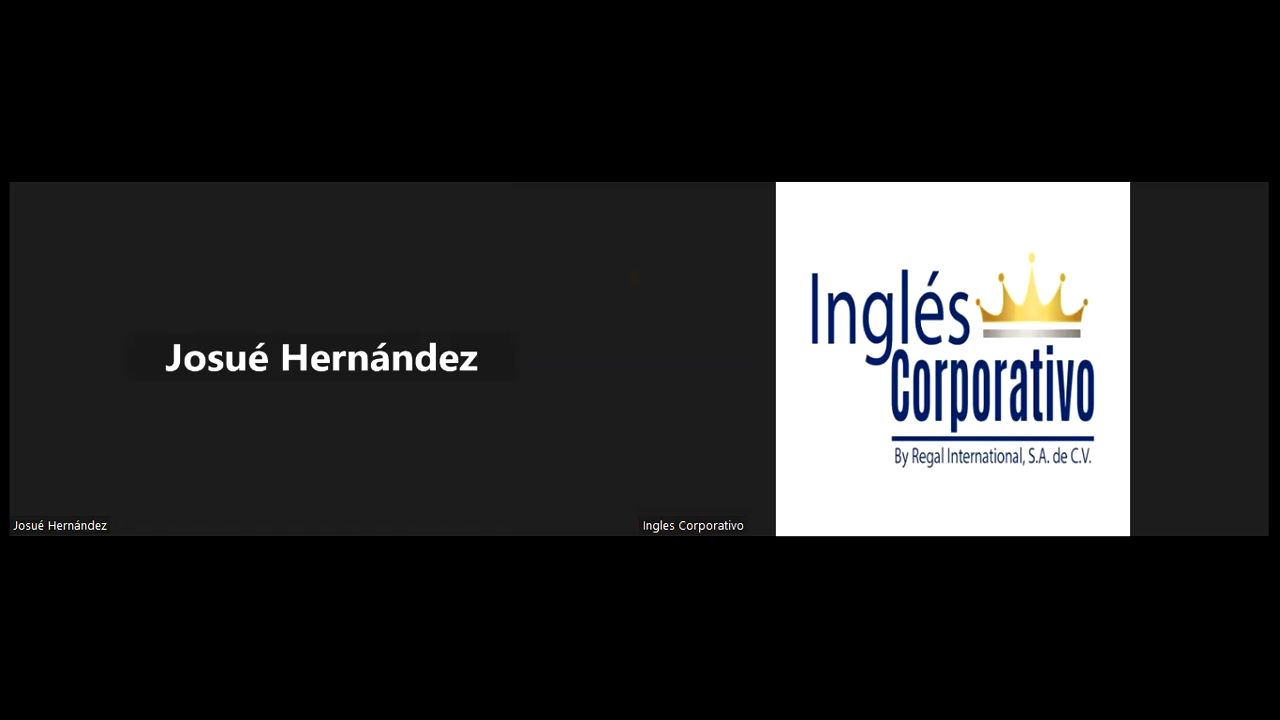 Josué Hernández
Josué Hernández
Ingles Corporativo
Inglés
Corporativo
By Regal International, S.A. de C.V.